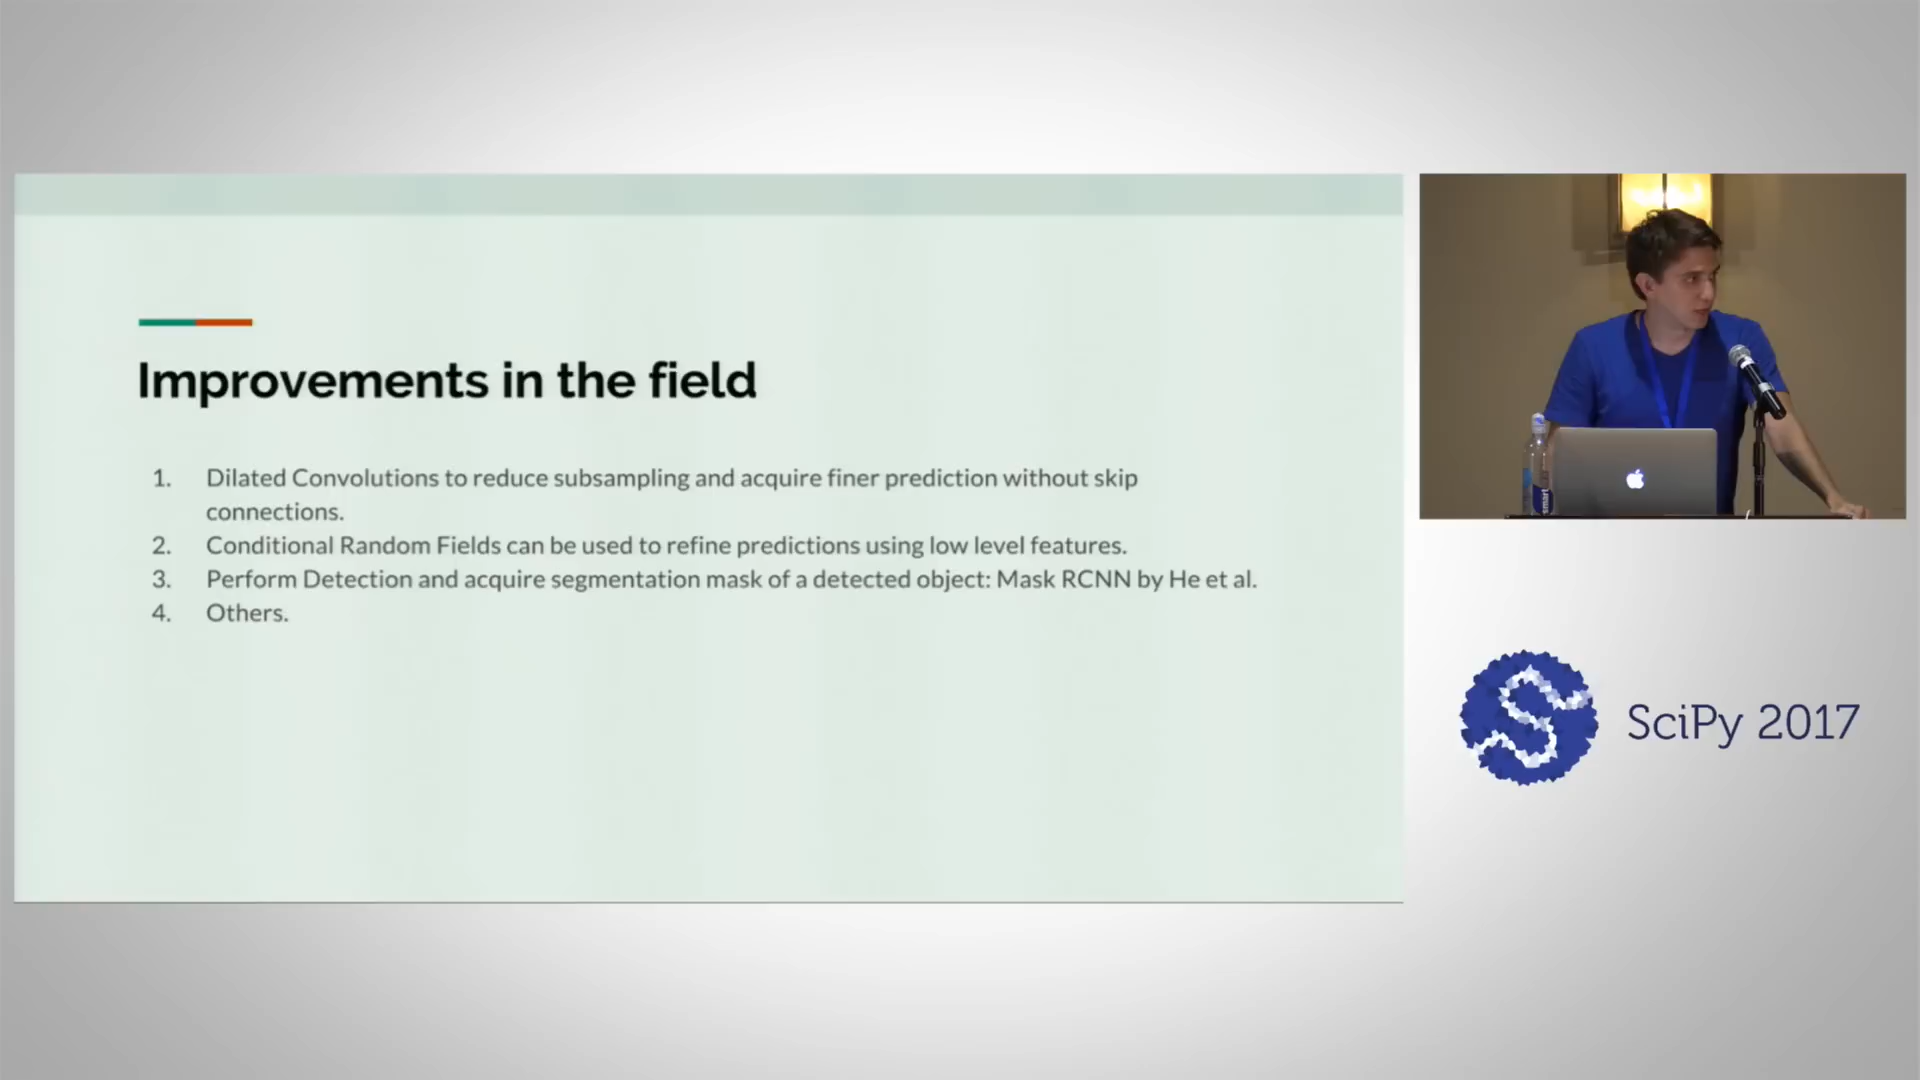 Improvements in the field
1. Dilated Convolutions to reduce subsampling and acquire finer prediction without skip
connections.
2. Conditional Random Fields can be used to refine predictions using low level features.
3. Perform Detection and acquire segmentation mask of a detected object: Mask RCNN by He et al.
4. Others.
smart
SciPy 2017